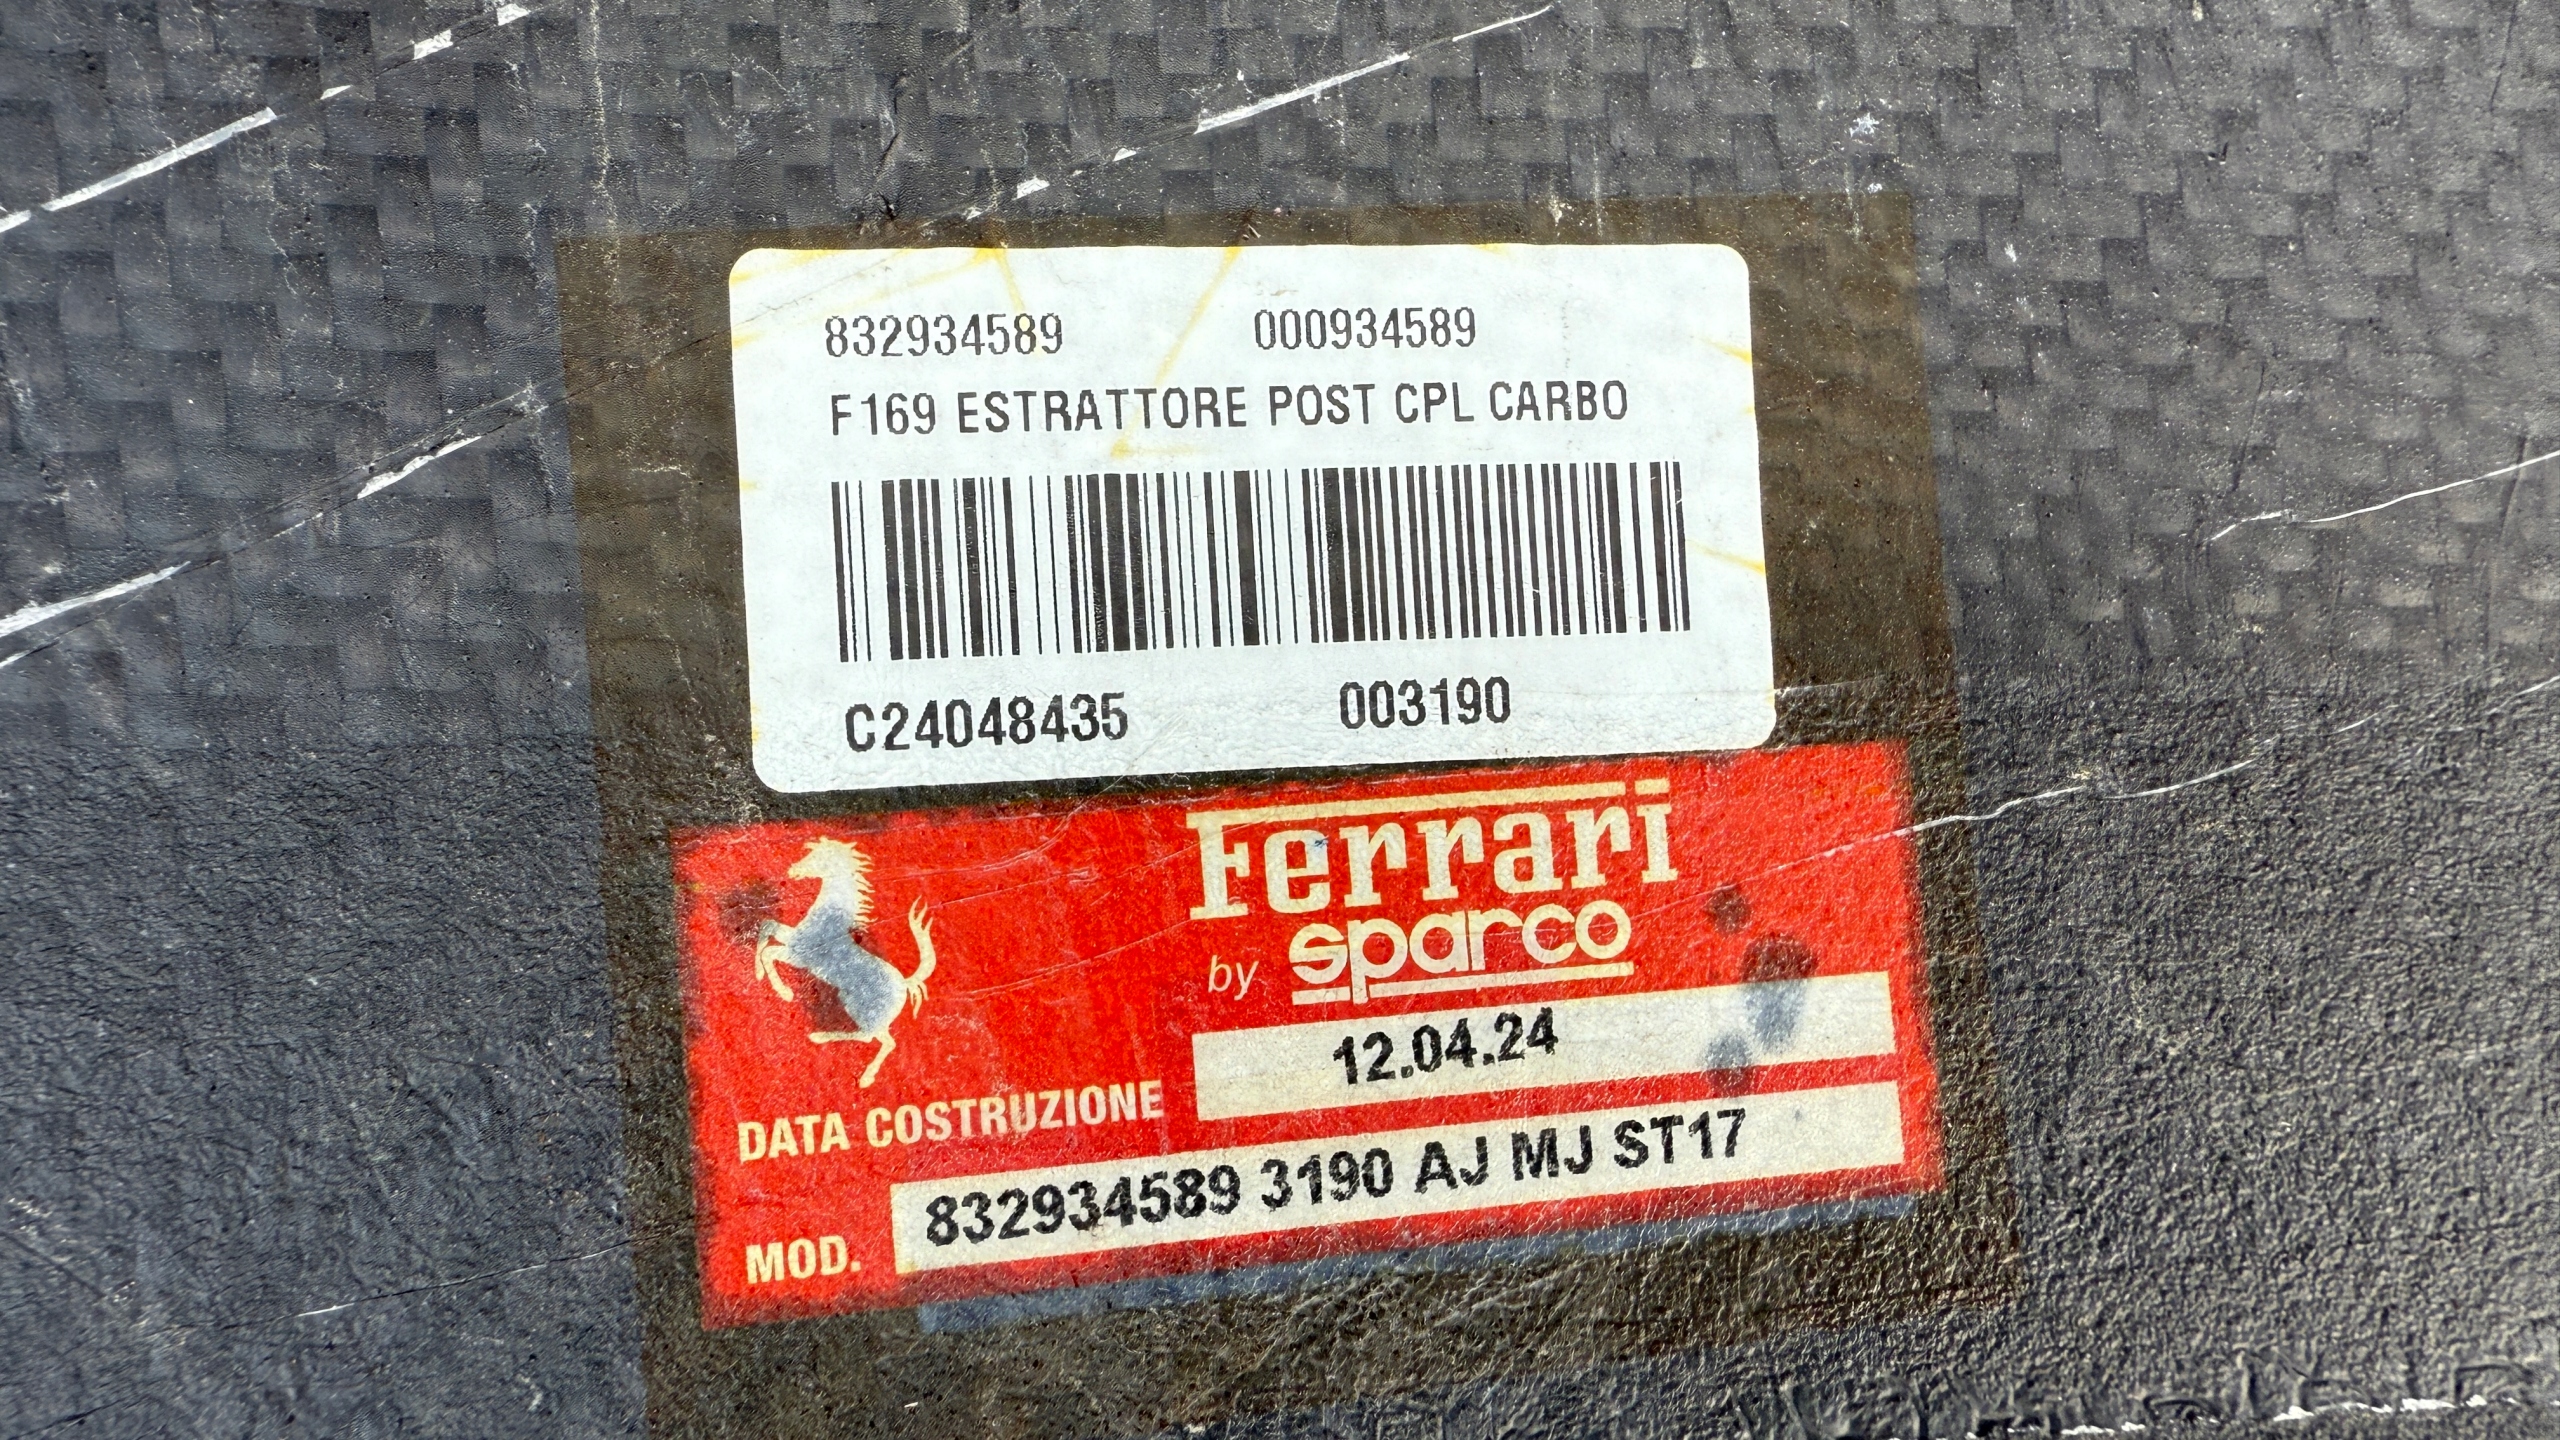 832934589 000934589
F169 ESTRATTORE POST CPL CARBO
C24048435 003190
Ferrari
by sparco
DATA COSTRUZIONE 12.04.24
MOD. 832934589 3190 AJ MJ ST17